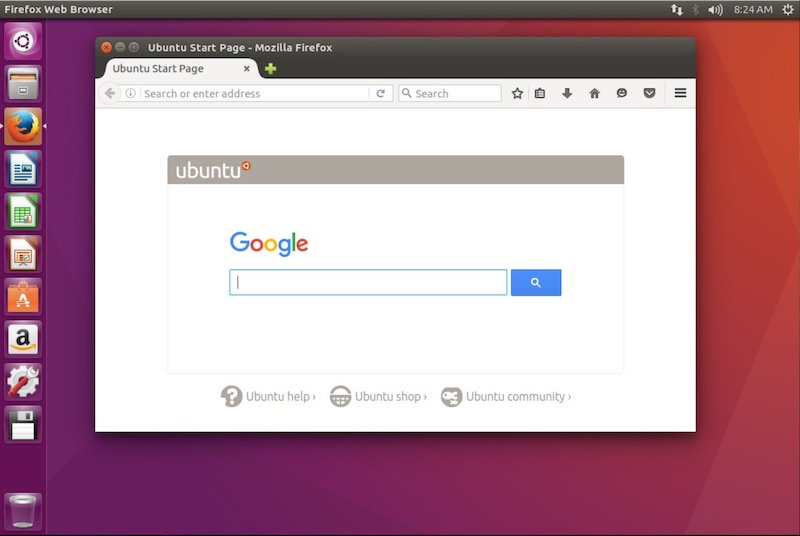 Firefox Web Browser
8:24 AM
Ubuntu Start Page - Mozilla Firefox
Ubuntu Start Page
Search or enter address
Search
ubuntu
Google
Ubuntu help ›
Ubuntu shop ›
Ubuntu community ›